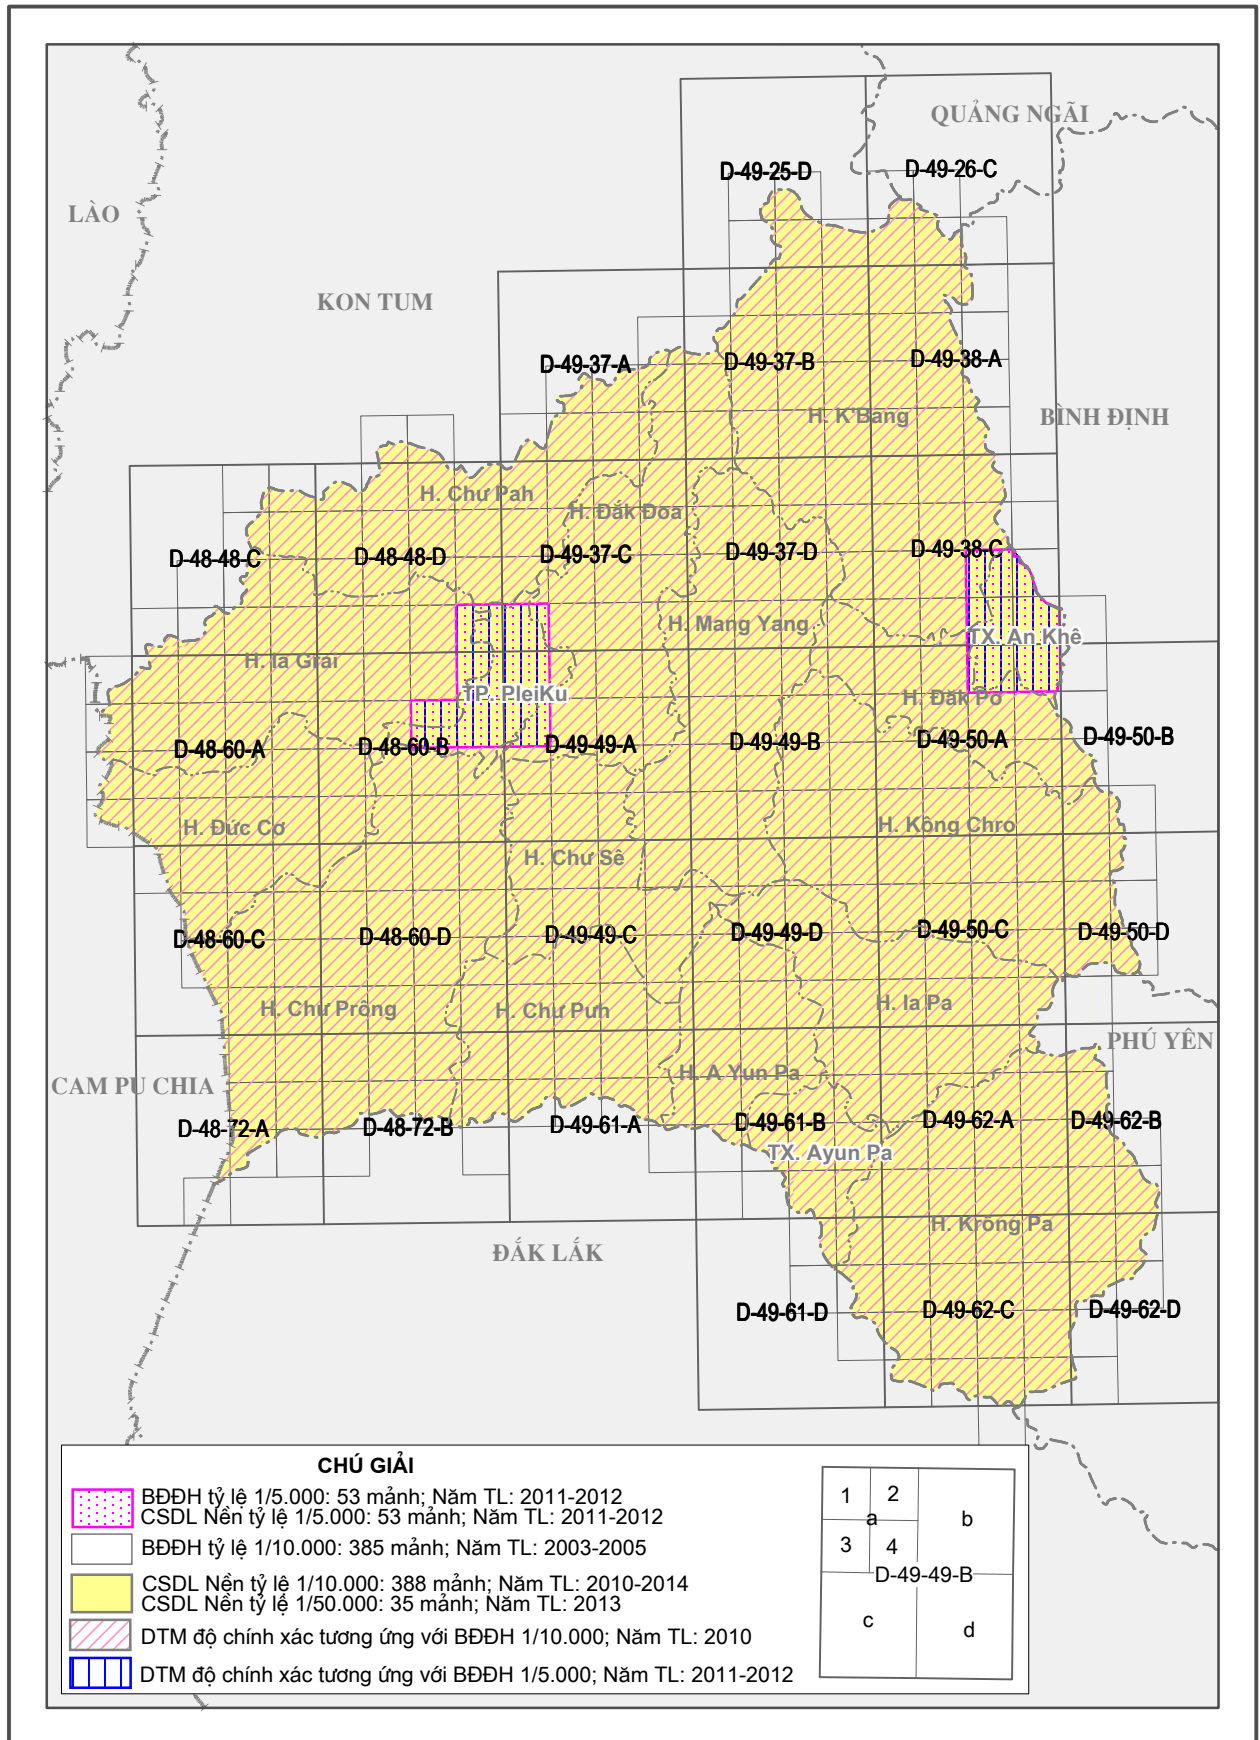 QUẢNG NGÃI
D-49-25-D
D-49-26-C
LÀO
KON TUM
D-49-37-A
D-49-37-B
D-49-38-A
H. K'Bang
BÌNH ĐỊNH
H. Chư Pah
H. Đắk Đoa
D-48-48-C
D-48-48-D
D-49-37-C
D-49-37-D
D-49-38-C
H. Mang Yang
TX. An Khê
H. Ia Grai
TP. PleiKu
H. Đăk Pơ
D-48-60-A
D-48-60-B
D-49-49-A
D-49-49-B
D-49-50-A
D-49-50-B
H. Đức Cơ
H. Kông Chro
H. Chư Sê
D-48-60-C
D-48-60-D
D-49-49-C
D-49-49-D
D-49-50-C
D-49-50-D
H. Chư Prông
H. Chư Pưh
H. Ia Pa
PHÚ YÊN
CAM PU CHIA
H. A Yun Pa
D-48-72-A
D-48-72-B
D-49-61-A
D-49-61-B
D-49-62-A
D-49-62-B
TX. Ayun Pa
H. Krông Pa
ĐẮK LẮK
D-49-61-D
D-49-62-C
D-49-62-D
CHÚ GIẢI
BĐĐH tỷ lệ 1/5.000: 53 mảnh; Năm TL: 2011-2012
CSDL Nền tỷ lệ 1/5.000: 53 mảnh; Năm TL: 2011-2012
BĐĐH tỷ lệ 1/10.000: 385 mảnh; Năm TL: 2003-2005
CSDL Nền tỷ lệ 1/10.000: 388 mảnh; Năm TL: 2010-2014
CSDL Nền tỷ lệ 1/50.000: 35 mảnh; Năm TL: 2013
DTM độ chính xác tương ứng với BĐĐH 1/10.000; Năm TL: 2010
DTM độ chính xác tương ứng với BĐĐH 1/5.000; Năm TL: 2011-2012
1 2
a b
3 4
D-49-49-B
c d